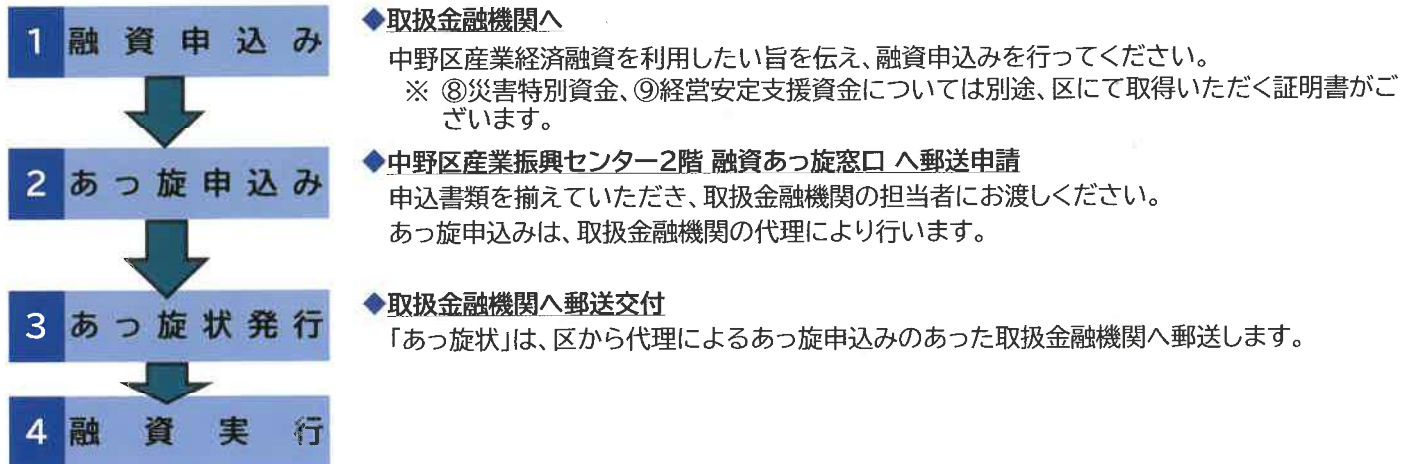 1 融資申込み
◆取扱金融機関へ
中野区産業経済融資を利用したい旨を伝え、融資申込みを行ってください。
※ ⑧災害特別資金、⑨経営安定支援資金については別途、区にて取得いただく証明書がご
ざいます。
2 あっ旋申込み
◆中野区産業振興センター2階 融資あっ旋窓口 へ郵送申請
申込書類を揃えていただき、取扱金融機関の担当者にお渡しください。
あっ旋申込みは、取扱金融機関の代理により行います。
3 あっ旋状発行
◆取扱金融機関へ郵送交付
「あっ旋状」は、区から代理によるあっ旋申込みのあった取扱金融機関へ郵送します。
4 融資実行